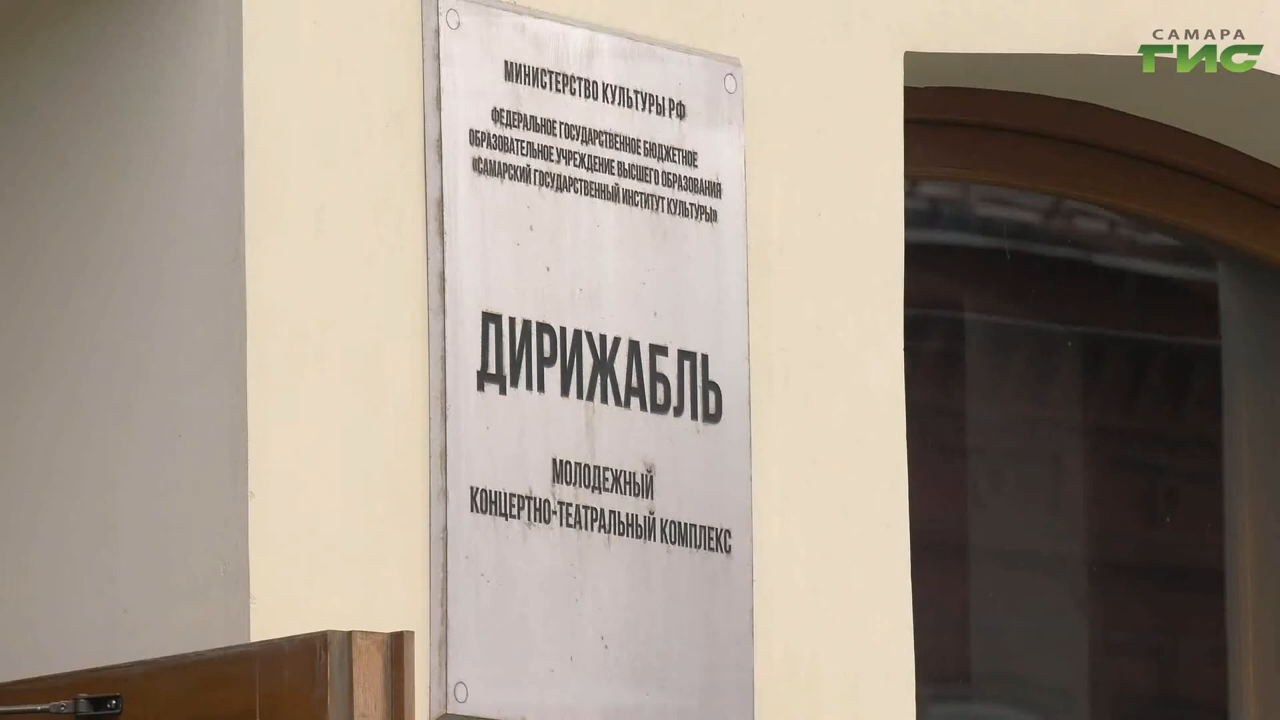 САМАРА
ГИС
МИНИСТЕРСТВО КУЛЬТУРЫ РФ
ФЕДЕРАЛЬНОЕ ГОСУДАРСТВЕННОЕ БЮДЖЕТНОЕ
ОБРАЗОВАТЕЛЬНОЕ УЧРЕЖДЕНИЕ ВЫСШЕГО ОБРАЗОВАНИЯ
«САМАРСКИЙ ГОСУДАРСТВЕННЫЙ ИНСТИТУТ КУЛЬТУРЫ»
ДИРИЖАБЛЬ
МОЛОДЕЖНЫЙ
КОНЦЕРТНО-ТЕАТРАЛЬНЫЙ КОМПЛЕКС